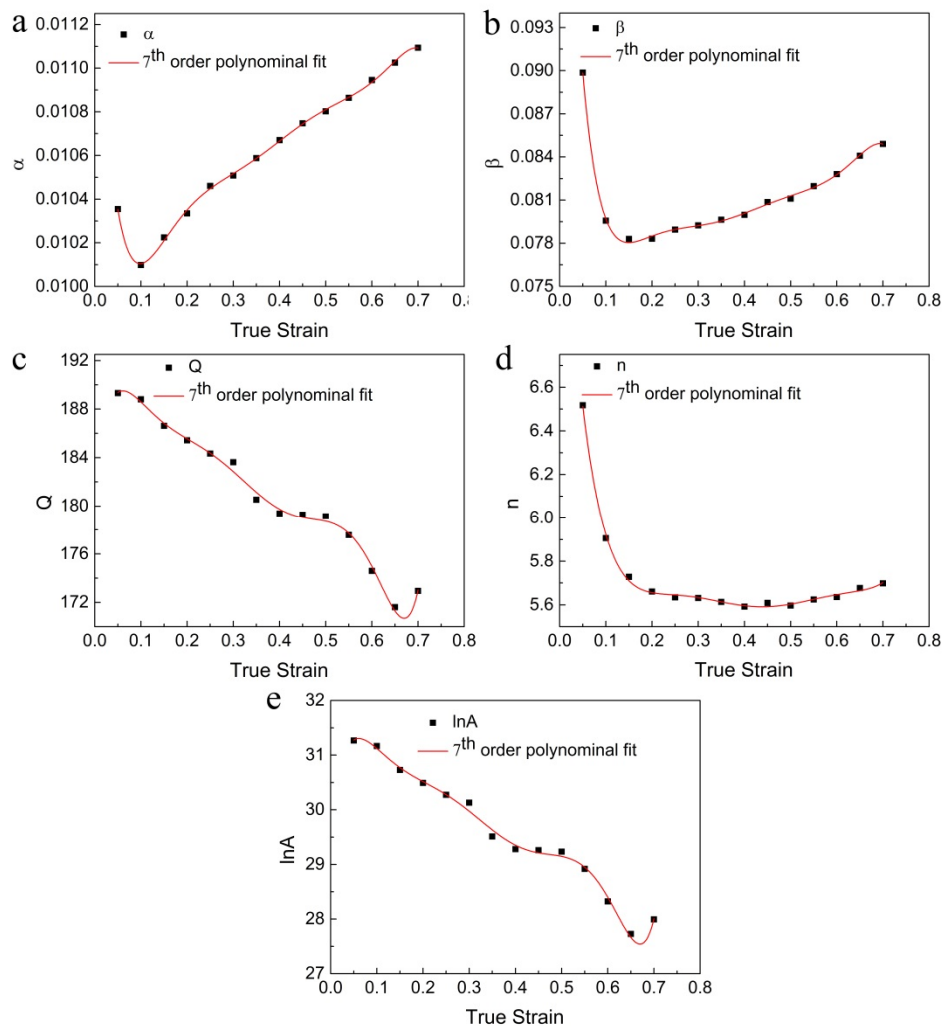 a
α
7th order polynominal fit
0.0112
0.0110
0.0108
0.0106
0.0104
0.0102
0.0100
α
0.0 0.1 0.2 0.3 0.4 0.5 0.6 0.7 0.8
True Strain
b
β
7th order polynominal fit
0.093
0.090
0.087
0.084
0.081
0.078
0.075
β
0.0 0.1 0.2 0.3 0.4 0.5 0.6 0.7 0.8
True Strain
c
Q
7th order polynominal fit
192
188
184
180
176
172
Q
0.0 0.1 0.2 0.3 0.4 0.5 0.6 0.7 0.8
True Strain
d
n
7th order polynominal fit
6.6
6.4
6.2
6.0
5.8
5.6
n
0.0 0.1 0.2 0.3 0.4 0.5 0.6 0.7 0.8
True Strain
e
lnA
7th order polynominal fit
32
31
30
29
28
27
lnA
0.0 0.1 0.2 0.3 0.4 0.5 0.6 0.7 0.8
True Strain